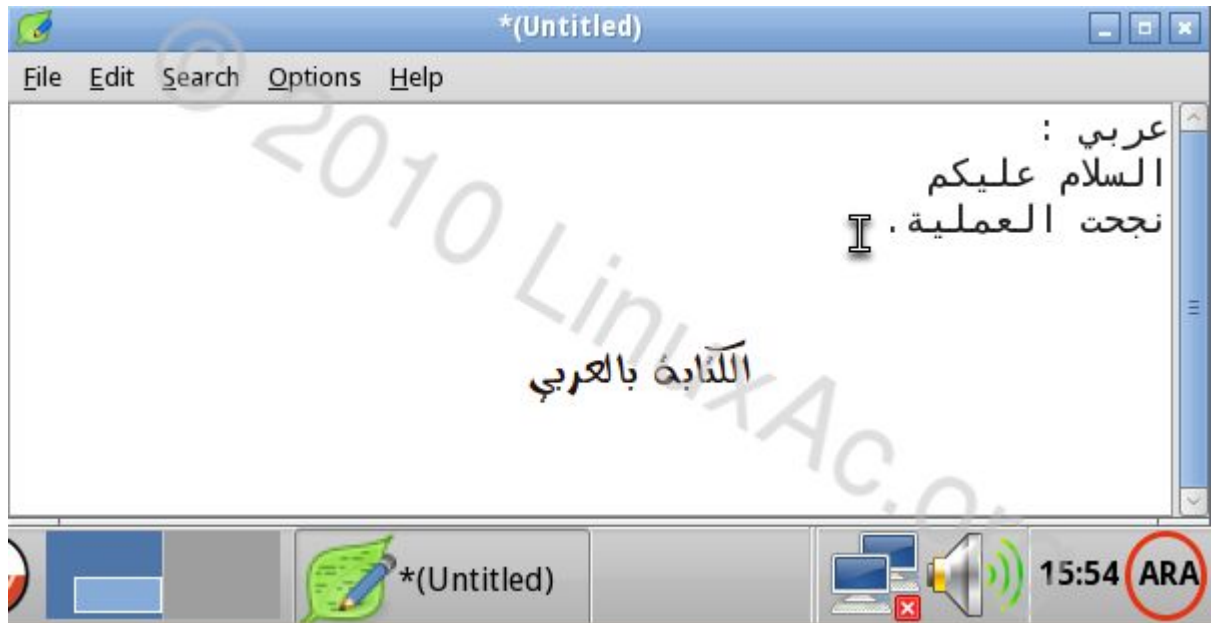 *(Untitled)
File Edit Search Options Help
عربي :
السلام عليكم
نجحت العملية.
الكتابة بالعربي
© 2010 LinuxAc.org
*(Untitled)
15:54 ARA